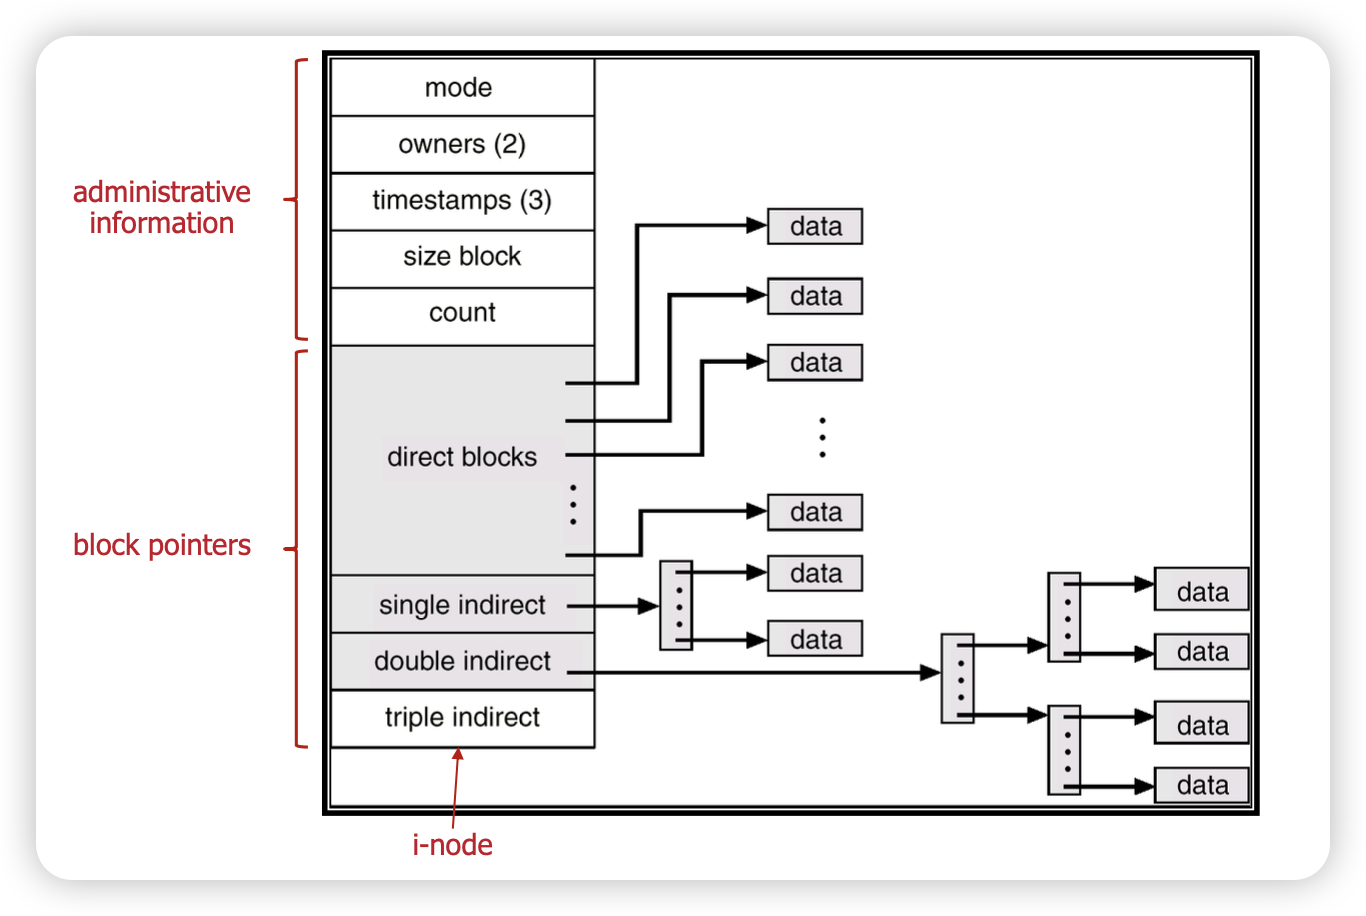 mode
owners (2)
timestamps (3)
size block
count
direct blocks
single indirect
double indirect
triple indirect
administrative
information
block pointers
i-node
data
data
data
data
data
data
data
data
data
data